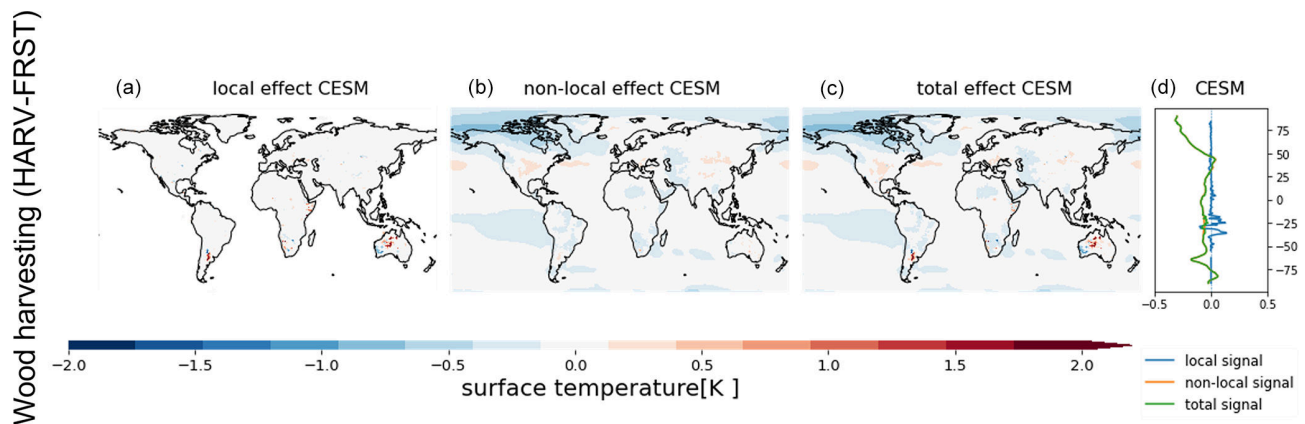 Wood harvesting (HARV-FRST)
(a) local effect CESM
(b) non-local effect CESM
(c) total effect CESM
(d) CESM
75
50
25
0
−25
−50
−75
−0.5 0.0 0.5
−2.0 −1.5 −1.0 −0.5 0.0 0.5 1.0 1.5 2.0
surface temperature[K ]
local signal
non-local signal
total signal